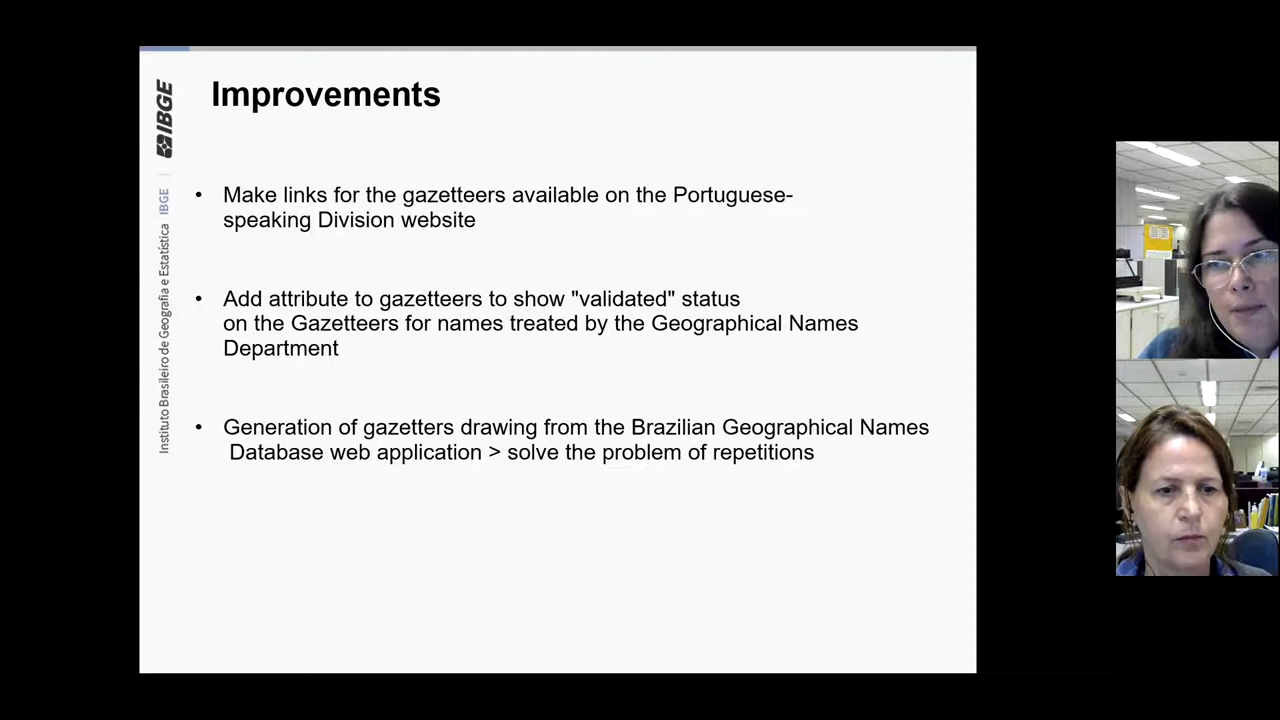 Improvements
IBGE
Instituto Brasileiro de Geografia e Estatística | IBGE
• Make links for the gazetteers available on the Portuguese-
speaking Division website
• Add attribute to gazetteers to show "validated" status
on the Gazetteers for names treated by the Geographical Names
Department
• Generation of gazetters drawing from the Brazilian Geographical Names
Database web application > solve the problem of repetitions